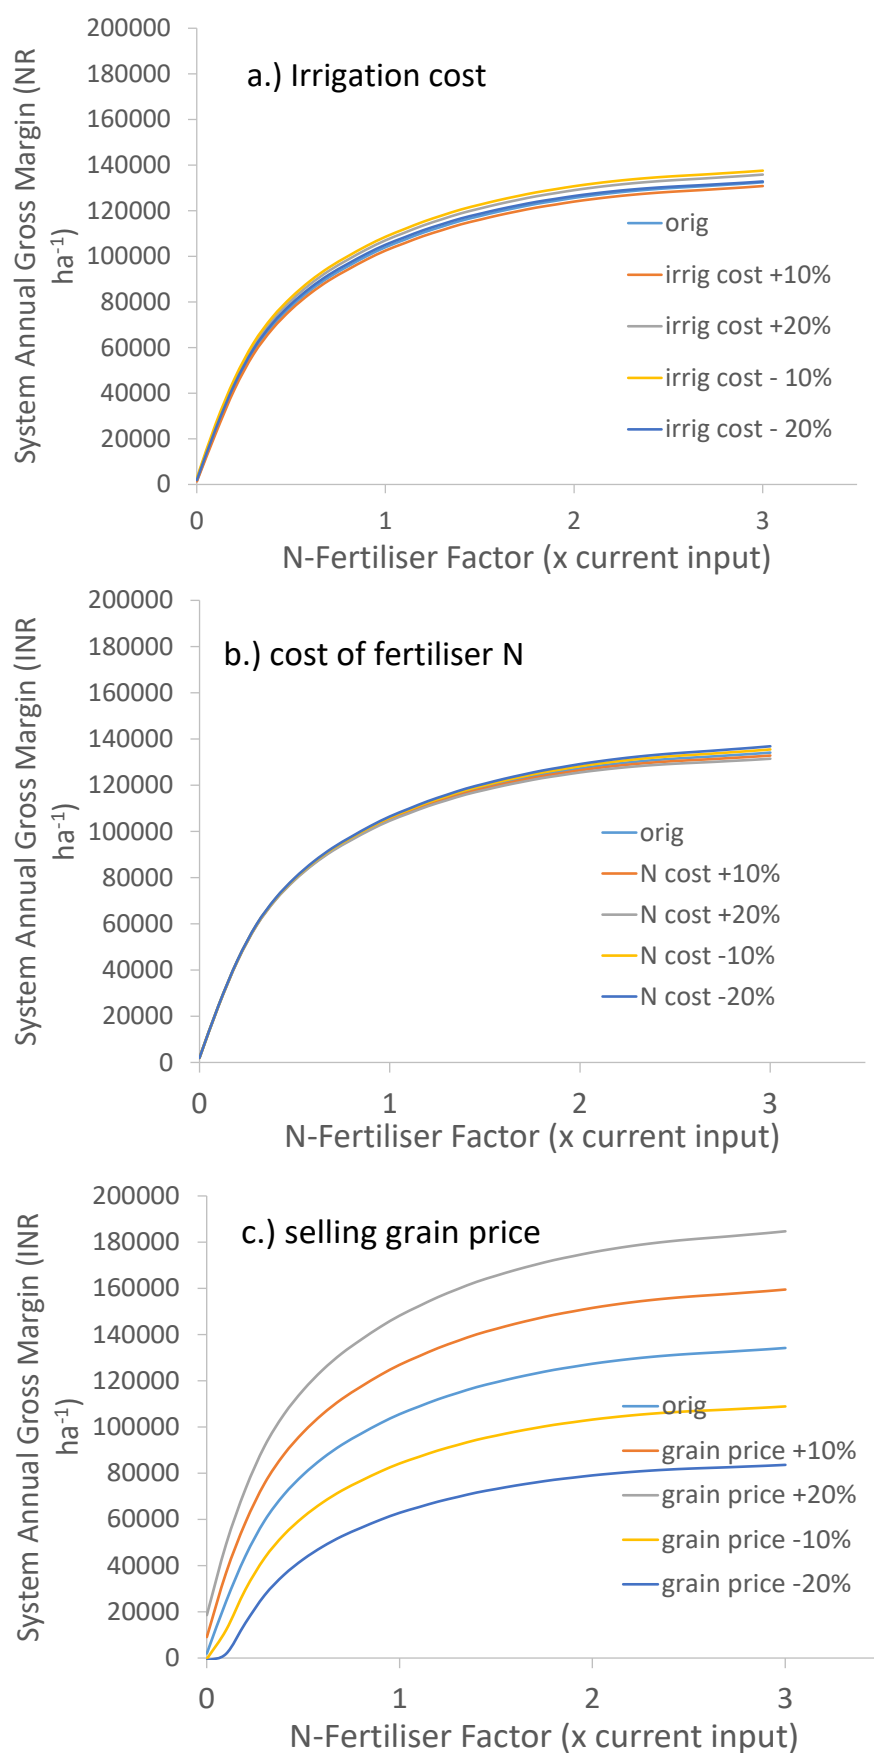 200000
180000
160000
140000
120000
100000
80000
60000
40000
20000
0
System Annual Gross Margin (NR
ha-1)
a.) Irrigation cost
orig
irrig cost +10%
irrig cost +20%
irrig cost - 10%
irrig cost - 20%
0 1 2 3
N-Fertiliser Factor (x current input)
200000
180000
160000
140000
120000
100000
80000
60000
40000
20000
0
System Annual Gross Margin (INR
ha-1)
b.) cost of fertiliser N
orig
N cost +10%
N cost +20%
N cost -10%
N cost -20%
0 1 2 3
N-Fertiliser Factor (x current input)
200000
180000
160000
140000
120000
100000
80000
60000
40000
20000
0
System Annual Gross Margin (INR
ha-1)
c.) selling grain price
orig
grain price +10%
grain price +20%
grain price -10%
grain price -20%
0 1 2 3
N-Fertiliser Factor (x current input)